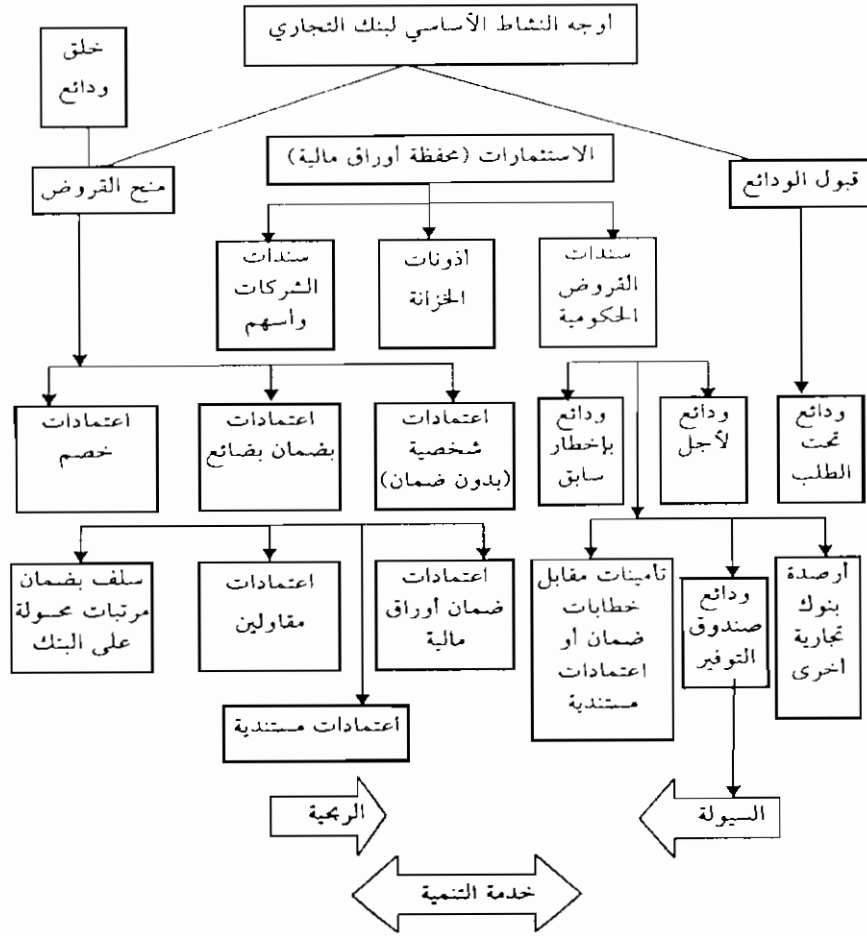 أوجه النشاط الأساسي لبنك التجاري
خلق
ودائع
الاستثمارات (محفظة أوراق مالية)
قبول الودائع
منح القروض
سندات
القروض
الحكومية
أذونات
الخزانة
سندات
الشركات
وأسهم
ودائع
تحت
الطلب
ودائع
لأجل
ودائع
بإخطار
سابق
اعتمادات
شخصية
(بدون ضمان)
اعتمادات
بضمان بضائع
اعتمادات
خصم
أرصدة
بنوك
تجارية
أخرى
ودائع
صندوق
التوفير
تأمينات مقابل
خطابات
ضمان أو
اعتمادات
مستندية
اعتمادات
ضمان أوراق
مالية
اعتمادات
مقاولين
سلف بضمان
مرتبات محولة
على البنك
أعتمادات مستندية
السيولة
الربحية
خدمة التنمية